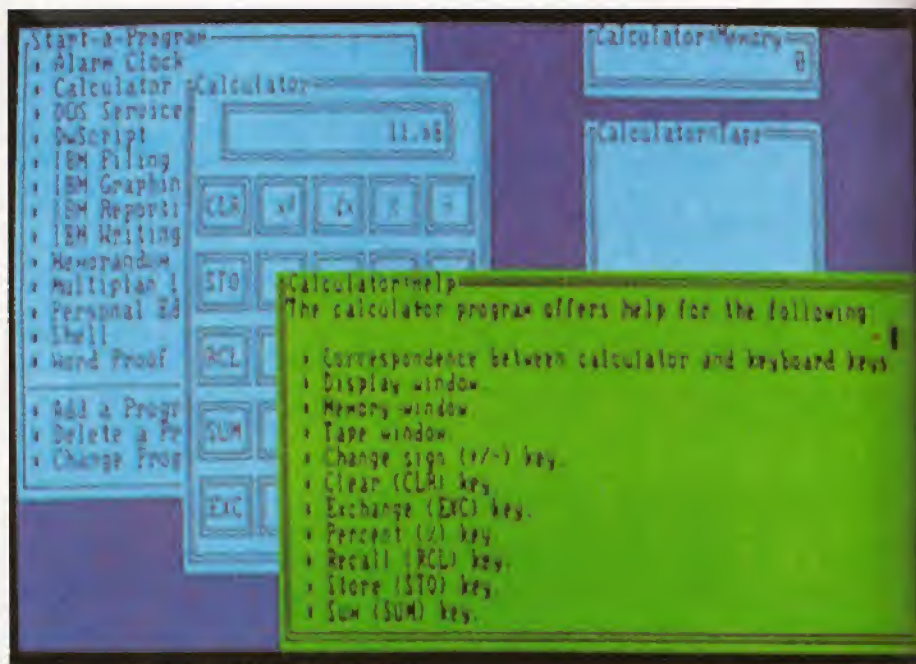 Start-a-Program
Alarm Clock
Calculator
DOS Service
DwScript
IBM Filing
IBM Graphin
IBM Reporti
IBM Writing
Memorandum
Multiplan
Personal Ed
Shell
Word Proof
Add a Progr
Delete a Pr
Change Prog
Calculator
CLR
STO
RCL
SUM
EXC
Calculator-Memory
0
Calculator-Tape
Calculator-Help
The calculator program offers help for the following:
Correspondence between calculator and keyboard keys.
Display window.
Memory window.
Tape window.
Change sign (+/-) key.
Clear (CLR) key.
Exchange (EXC) key.
Percent (%) key.
Recall (RCL) key.
Store (STO) key.
Sum (SUM) key.